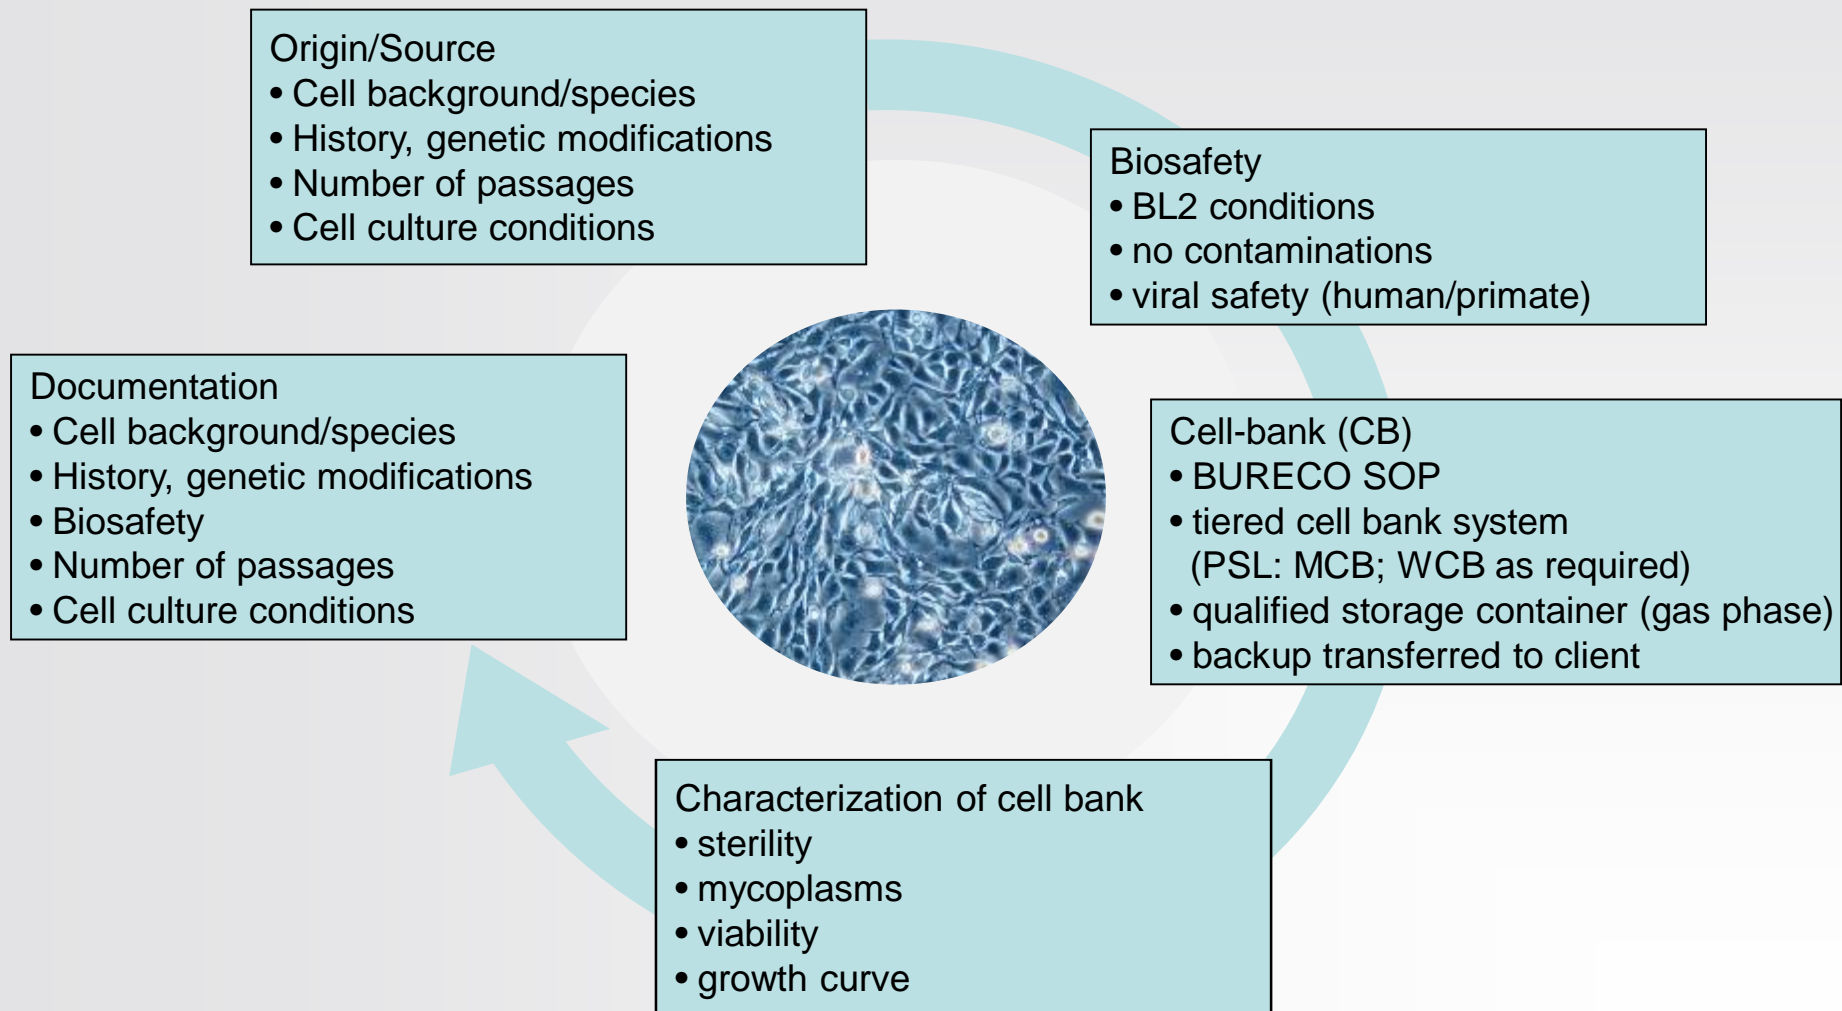 Origin/Source
• Cell background/species
• History, genetic modifications
• Number of passages
• Cell culture conditions
Biosafety
• BL2 conditions
• no contaminations
• viral safety (human/primate)
Cell-bank (CB)
• BURECO SOP
• tiered cell bank system
(PSL: MCB; WCB as required)
• qualified storage container (gas phase)
• backup transferred to client
Characterization of cell bank
• sterility
• mycoplasms
• viability
• growth curve
Documentation
• Cell background/species
• History, genetic modifications
• Biosafety
• Number of passages
• Cell culture conditions